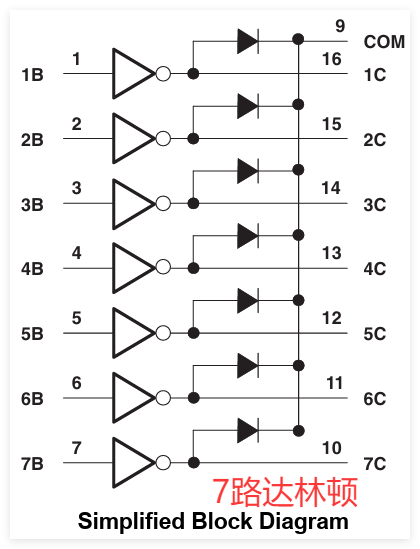 9
COM
1B 1 16 1C
2B 2 15 2C
3B 3 14 3C
4B 4 13 4C
5B 5 12 5C
6B 6 11 6C
7B 7 10 7C
7路达林顿
Simplified Block Diagram